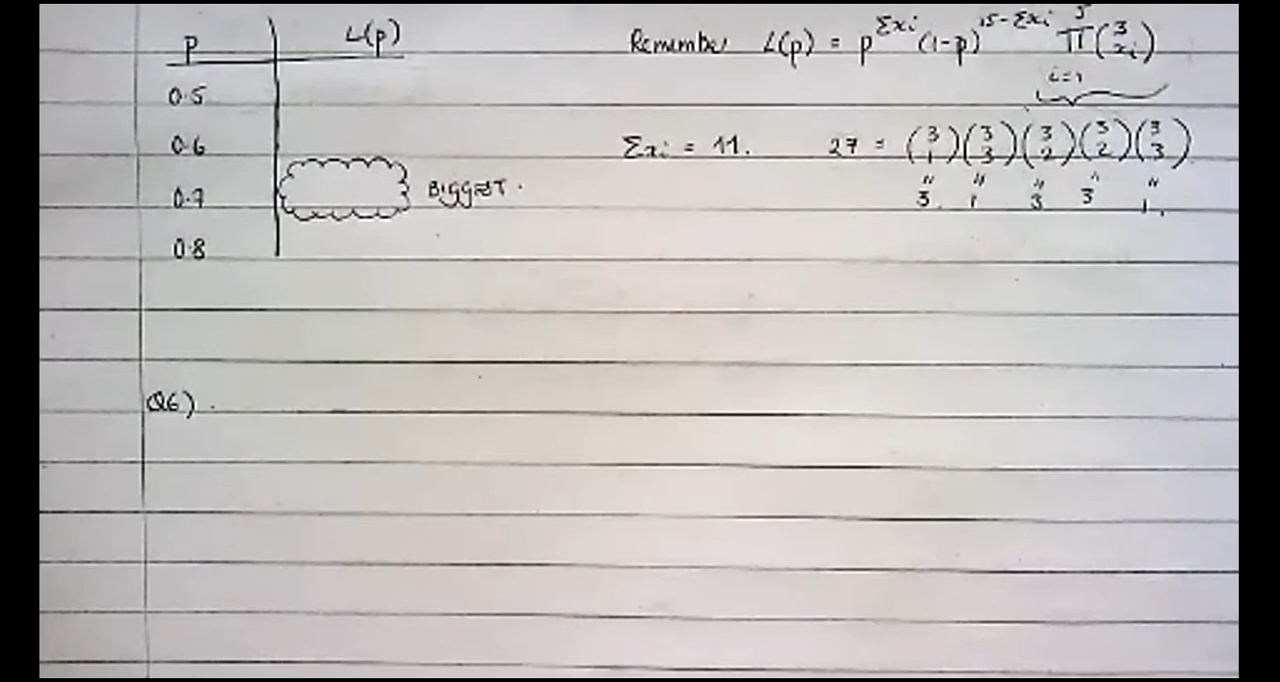 p L(p)
Remember L(p) = p^Σxi (1-p)^15-Σxi 5 Π i=1 (3 xi)
0.5
0.6
Σxi = 11. 27 = (3 1)(3 3)(3 2)(3 2)(3 3)
0.7 BIGGEST.
" " " " "
3 1 3 3 1.
0.8
Q6).